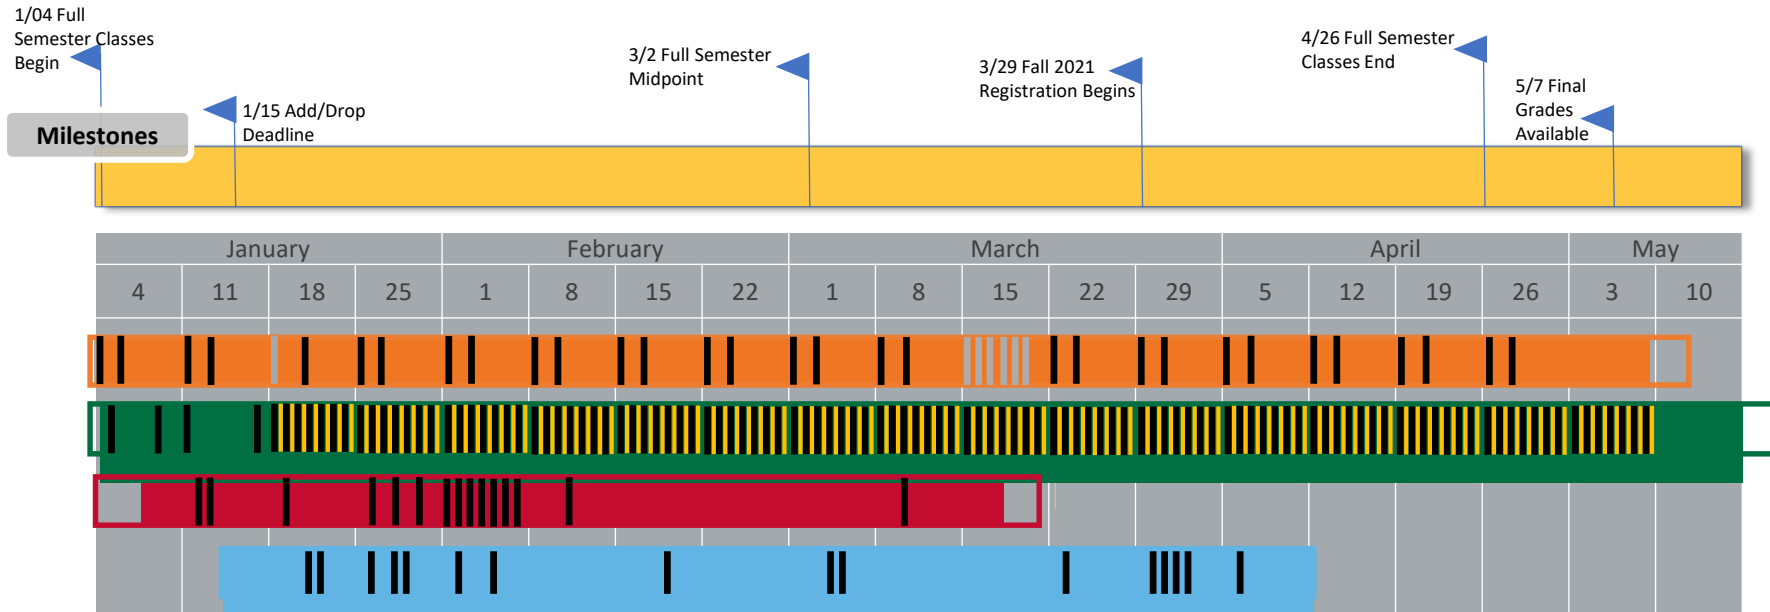 1/04 Full
Semester Classes
Begin
1/15 Add/Drop
Deadline
3/2 Full Semester
Midpoint
3/29 Fall 2021
Registration Begins
4/26 Full Semester
Classes End
5/7 Final
Grades
Available
Milestones
January February March April May
4 11 18 25 1 8 15 22 1 8 15 22 29 5 12 19 26 3 10